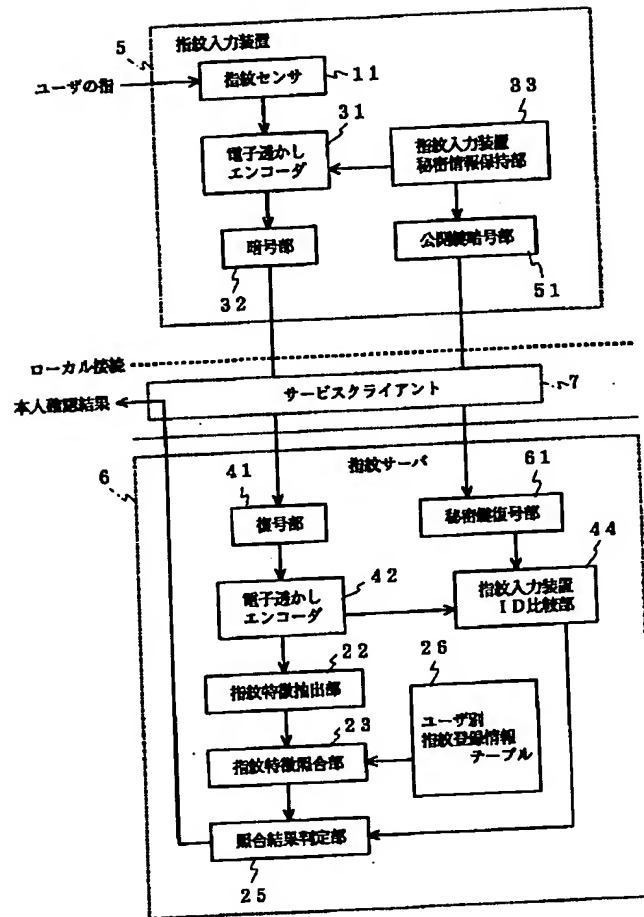 5
指紋入力装置
ユーザの指
指紋センサ
11
31
33
電子透かし
エンコーダ
指紋入力装置
秘密情報保持部
暗号部
公開鍵暗号部
32
51
ローカル接続
本人確認結果
サービスクライアント
7
6
指紋サーバ
41
61
復号部
秘密鍵復号部
44
42
電子透かし
エンコーダ
指紋入力装置
ID比較部
22
26
指紋特徴抽出部
23
ユーザ別
指紋登録情報
テーブル
指紋特徴照合部
照合結果判定部
25